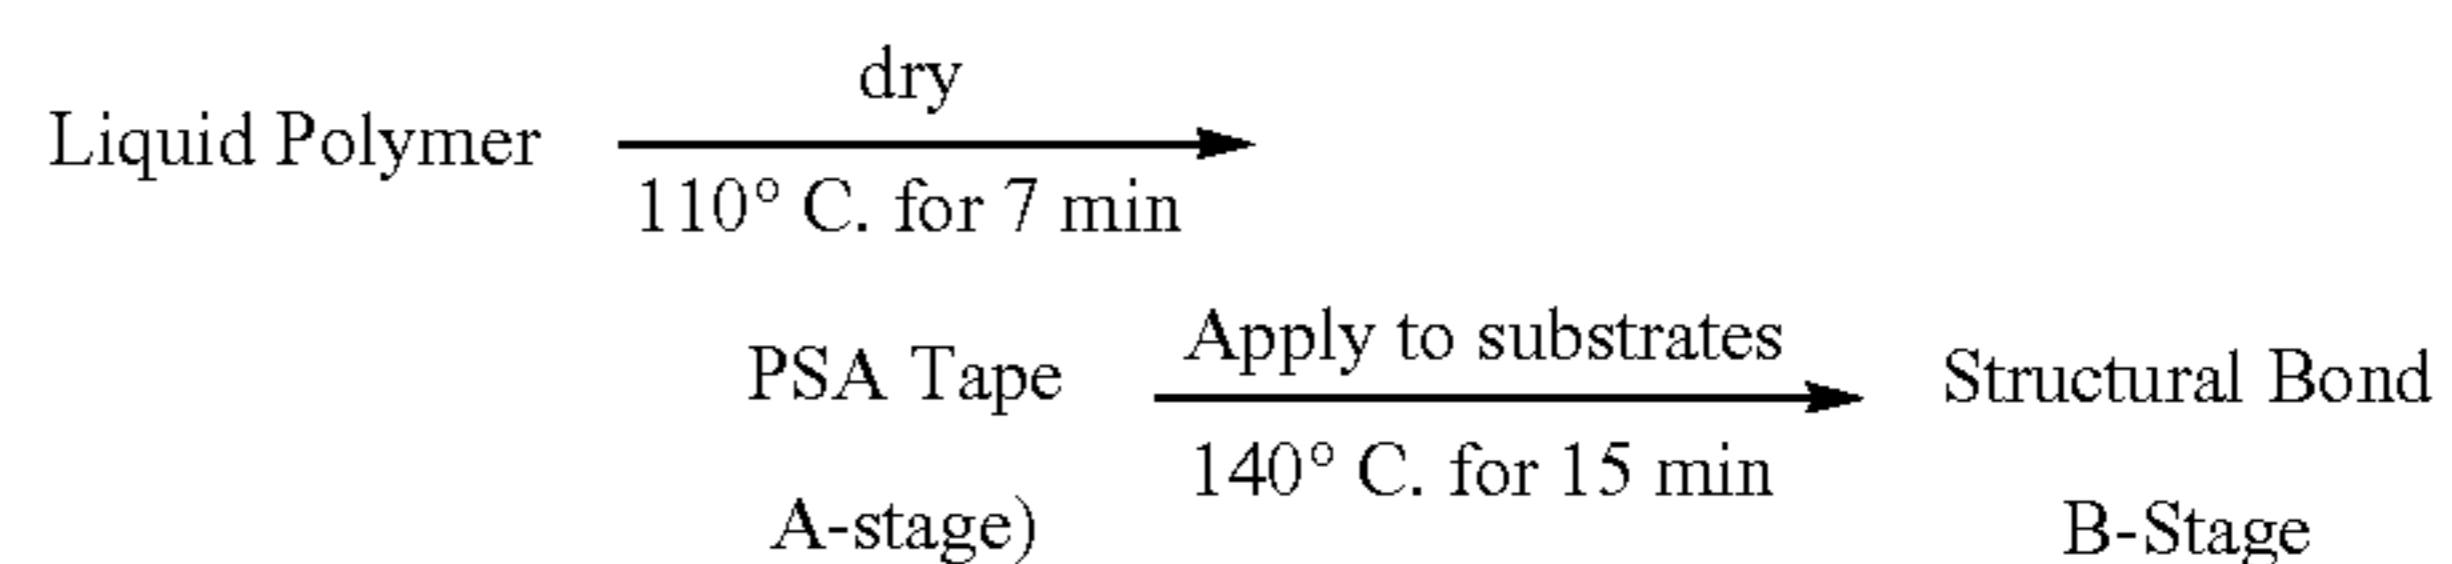 dry
Liquid Polymer
110° C. for 7 min
Apply to substrates
PSA Tape
Structural Bond
140° C. for 15 min
A-stage)
B-Stage